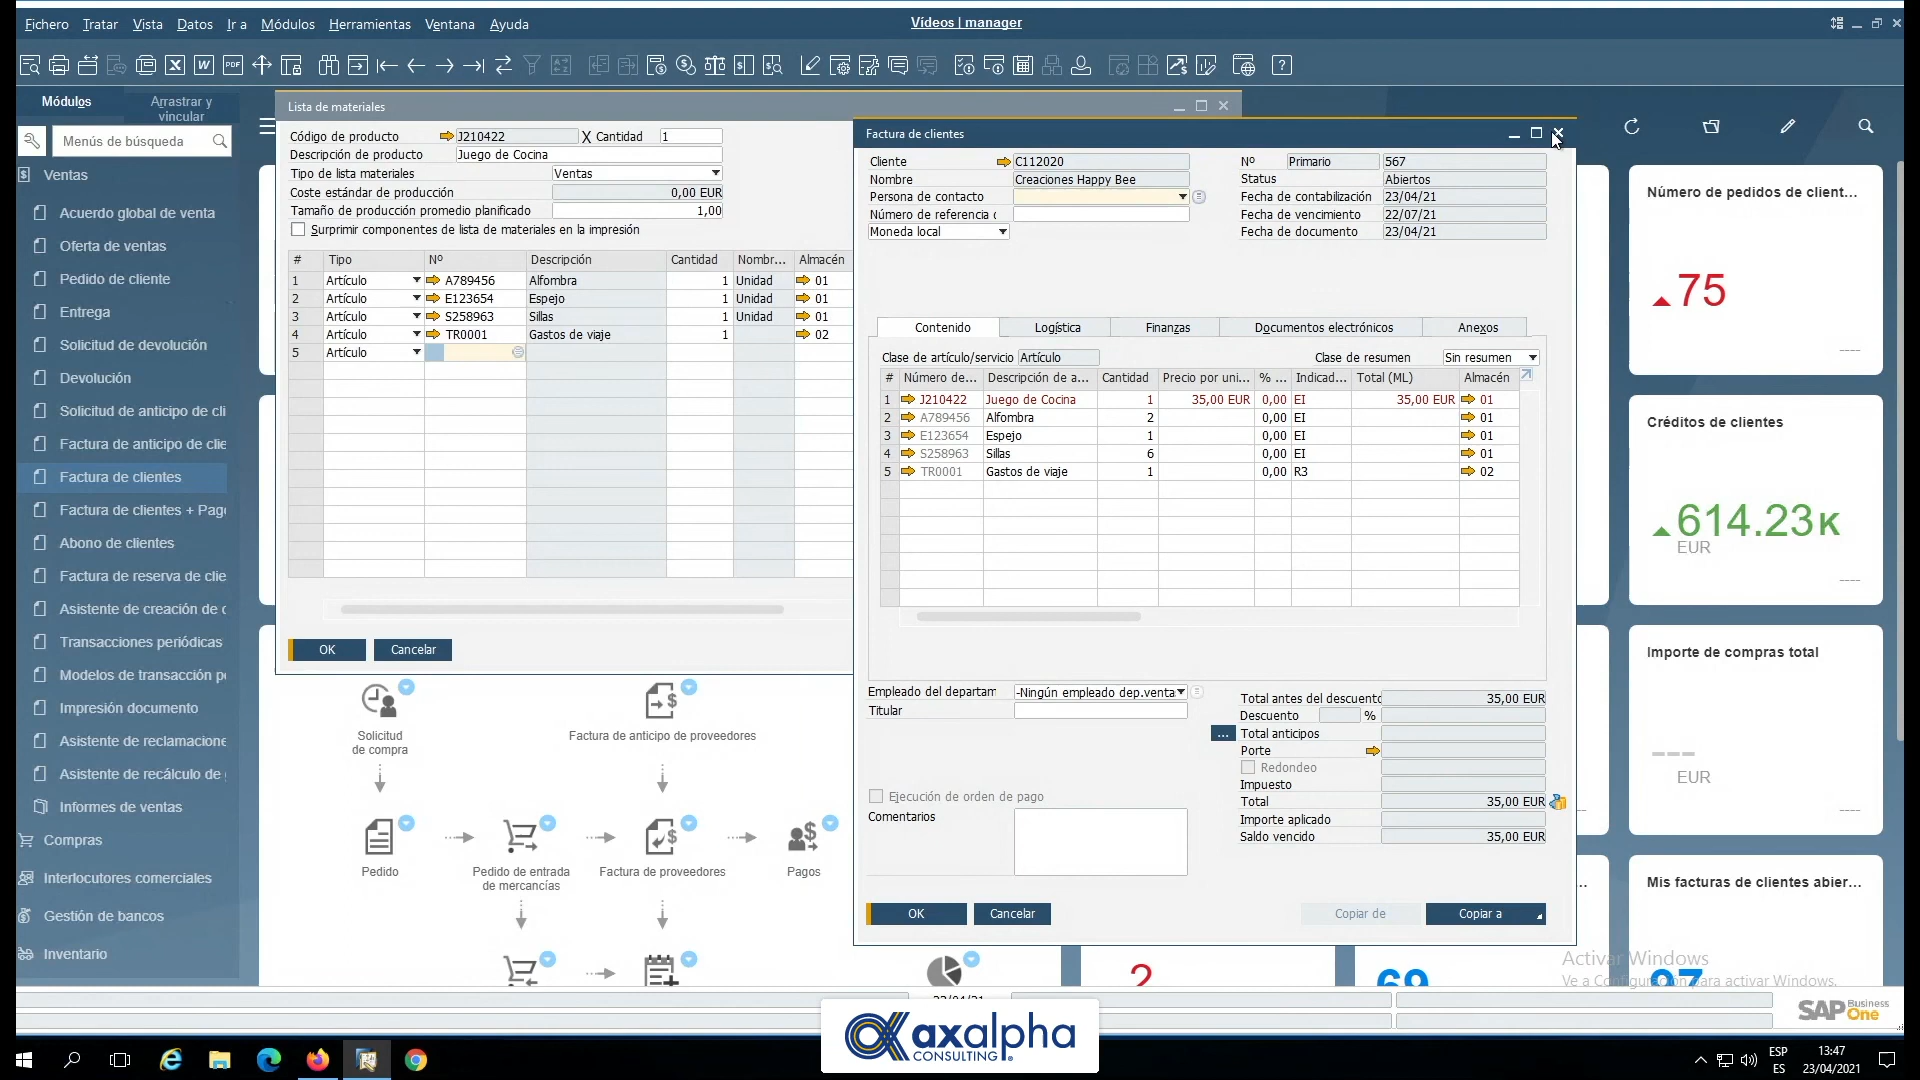 Fichero Tratar Vista Datos Ir a Módulos Herramientas Ventana Ayuda
Vídeos | manager
Módulos
Arrastrar y
vincular
Menús de búsqueda
Ventas
Acuerdo global de venta
Oferta de ventas
Pedido de cliente
Entrega
Solicitud de devolución
Devolución
Solicitud de anticipo de cli
Factura de anticipo de clie
Factura de clientes
Factura de clientes + Pag
Abono de clientes
Factura de reserva de clie
Asistente de creación de
Transacciones periódicas
Modelos de transacción p
Impresión documento
Asistente de reclamacione
Asistente de recálculo de
Informes de ventas
Compras
Interlocutores comerciales
Gestión de bancos
Inventario
Lista de materiales
Código de producto J210422 X Cantidad 1
Descripción de producto Juego de Cocina
Tipo de lista materiales Ventas
Coste estándar de producción 0,00 EUR
Tamaño de producción promedio planificado 1,00
Surprimir componentes de lista de materiales en la impresión
# Tipo Nº Descripción Cantidad Nombr... Almacén
1 Artículo A789456 Alfombra 1 Unidad 01
2 Artículo E123654 Espejo 1 Unidad 01
3 Artículo S258963 Sillas 1 Unidad 01
4 Artículo TR0001 Gastos de viaje 1 02
5 Artículo
OK Cancelar
Factura de clientes
Cliente C112020
Nombre Creaciones Happy Bee
Persona de contacto
Número de referencia c
Moneda local
Nº Primario 567
Status Abiertos
Fecha de contabilización 23/04/21
Fecha de vencimiento 22/07/21
Fecha de documento 23/04/21
Contenido Logística Finanzas Documentos electrónicos Anexos
Clase de artículo/servicio Artículo Clase de resumen Sin resumen
# Número de... Descripción de a... Cantidad Precio por uni... % ... Indicad... Total (ML) Almacén
1 J210422 Juego de Cocina 1 35,00 EUR 0,00 EI 35,00 EUR 01
2 A789456 Alfombra 2 0,00 EI 01
3 E123654 Espejo 1 0,00 EI 01
4 S258963 Sillas 6 0,00 EI 01
5 TR0001 Gastos de viaje 1 0,00 R3 02
Empleado del departam -Ningún empleado dep.venta
Titular
Ejecución de orden de pago
Comentarios
Total antes del descuento 35,00 EUR
Descuento %
... Total anticipos
Porte
Redondeo
Impuesto
Total 35,00 EUR
Importe aplicado
Saldo vencido 35,00 EUR
OK Cancelar Copiar de Copiar a
Solicitud
de compra
Factura de anticipo de proveedores
Pedido
Pedido de entrada
de mercancías
Factura de proveedores
Pagos
2
Número de pedidos de client...
75
Créditos de clientes
614.23K
EUR
Importe de compras total
EUR
Mis facturas de clientes abier...
Activar Windows
Ve a Configuración para activar Windows.
SAP Business
One
axalpha
CONSULTING®
ESP
ES
13:47
23/04/2021